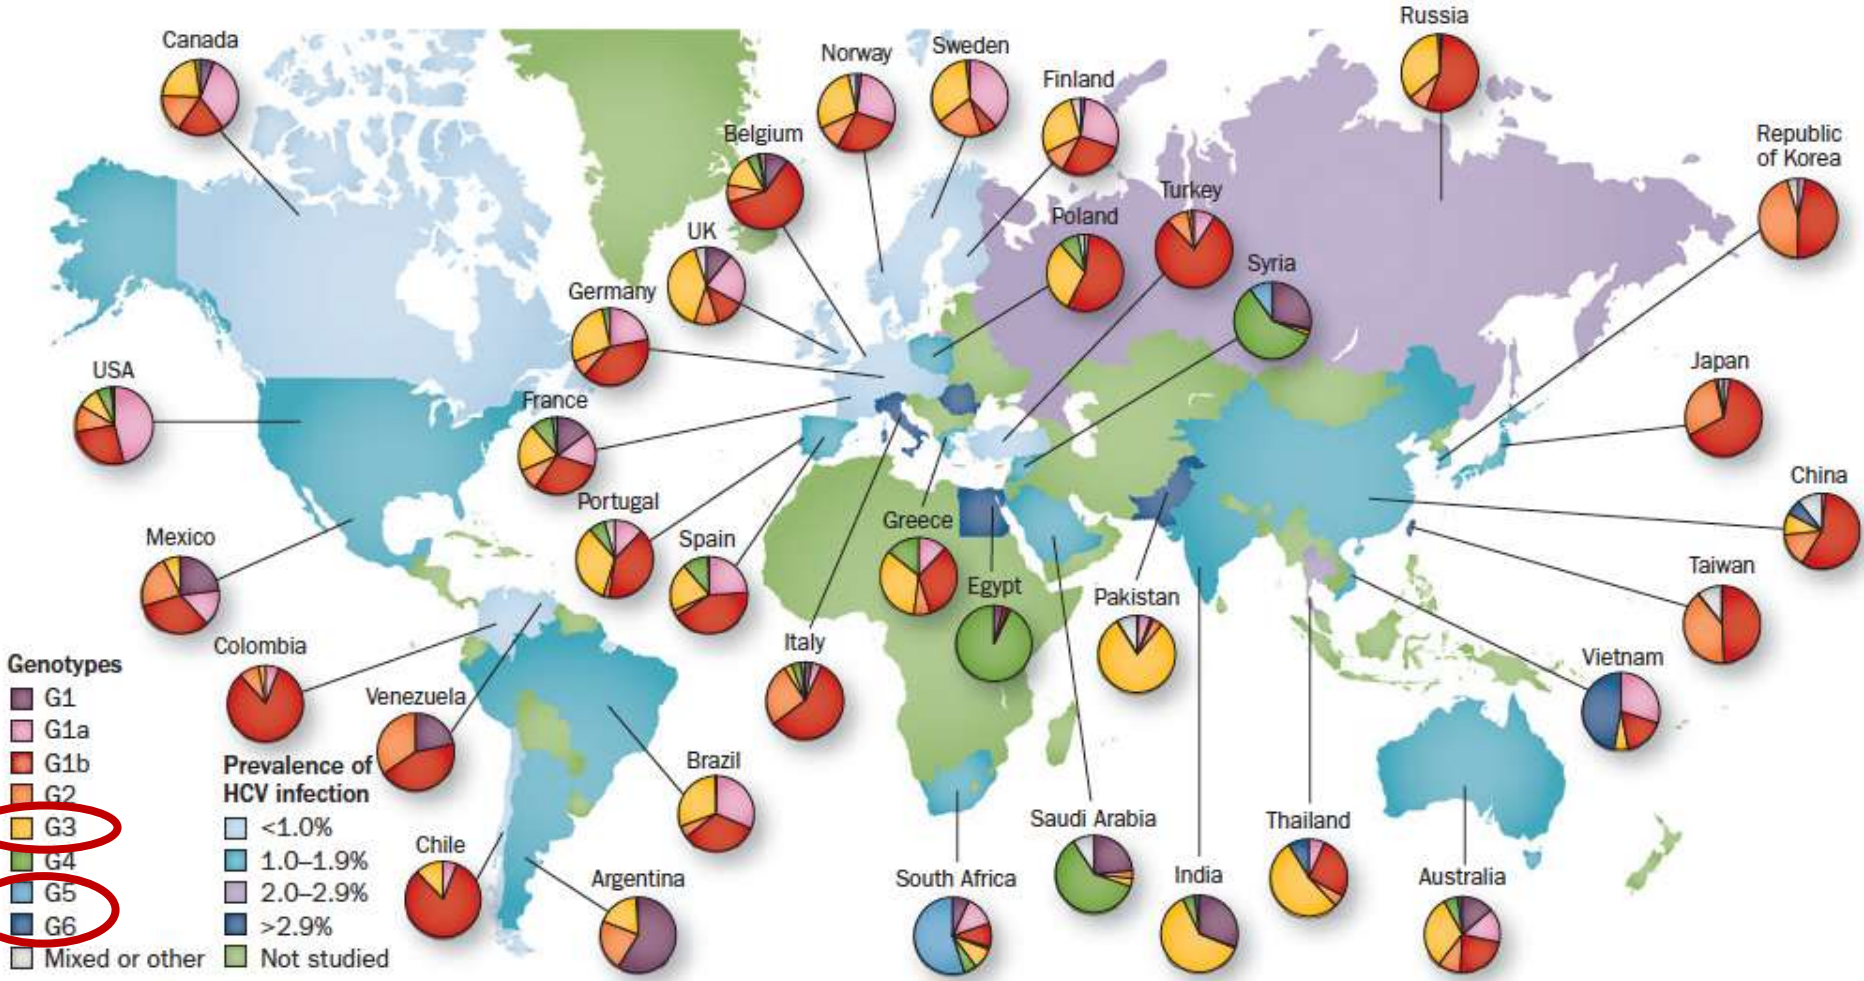 Russia
Canada
Norway
Sweden
Finland
Belgium
Republic
of Korea
Turkey
Poland
UK
Syria
Germany
USA
Japan
France
China
Portugal
Greece
Mexico
Spain
Taiwan
Egypt
Pakistan
Italy
Colombia
Vietnam
Genotypes
G1
G1a
G1b
G2
G3
G4
G5
G6
Mixed or other
Venezuela
Prevalence of
HCV infection
<1.0%
1.0–1.9%
2.0–2.9%
>2.9%
Not studied
Brazil
Chile
Argentina
Saudi Arabia
Thailand
South Africa
India
Australia